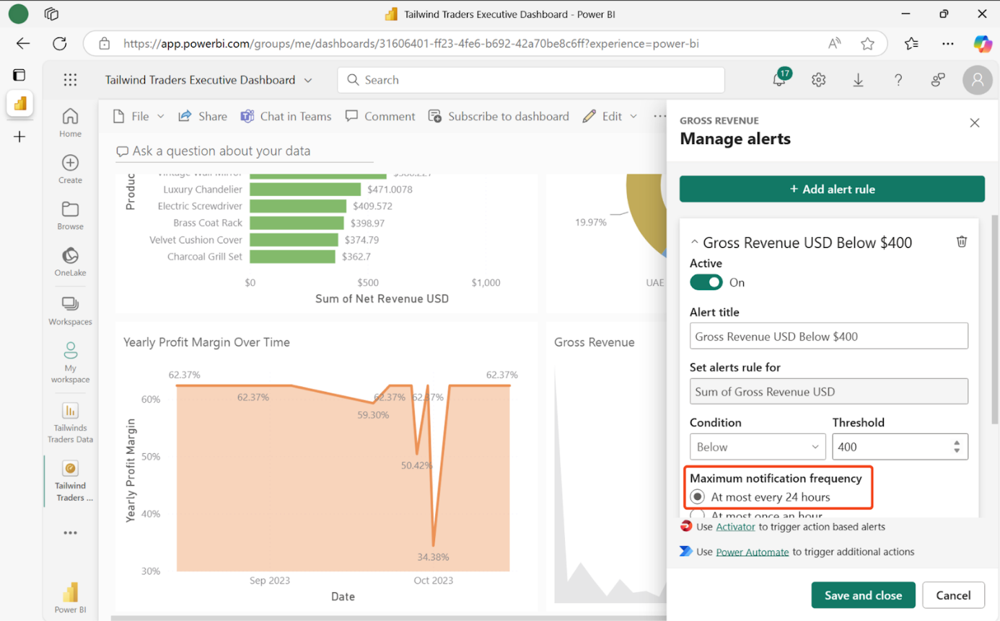 Tailwind Traders Executive Dashboard - Power BI
https://app.powerbi.com/groups/me/dashboards/31606401-ff23-4fe6-b692-42a70be8c6ff?experience=power-bi
Tailwind Traders Executive Dashboard
Search
17
Home
Create
Browse
OneLake
Workspaces
My
workspace
Tailwinds
Traders Data
Tailwind
Traders ...
Power BI
File
Share
Chat in Teams
Comment
Subscribe to dashboard
Edit
Ask a question about your data
Produc
Vintage Wall Mirror
Luxury Chandelier $471.0078
Electric Screwdriver $409.572
Brass Coat Rack $398.97
Velvet Cushion Cover $374.79
Charcoal Grill Set $362.7
$0 $500 $1,000
Sum of Net Revenue USD
19.97%
UAE
Yearly Profit Margin Over Time
Yearly Profit Margin
62.37% 62.37%
60% 62.37% 62.37% 62.37%
59.30%
50%
50.42%
40%
34.38%
30%
Sep 2023 Oct 2023
Date
Gross Revenue
GROSS REVENUE
Manage alerts
+ Add alert rule
Gross Revenue USD Below $400
Active
On
Alert title
Gross Revenue USD Below $400
Set alerts rule for
Sum of Gross Revenue USD
Condition Threshold
Below 400
Maximum notification frequency
At most every 24 hours
At most once an hour
Use Activator to trigger action based alerts
Use Power Automate to trigger additional actions
Save and close Cancel